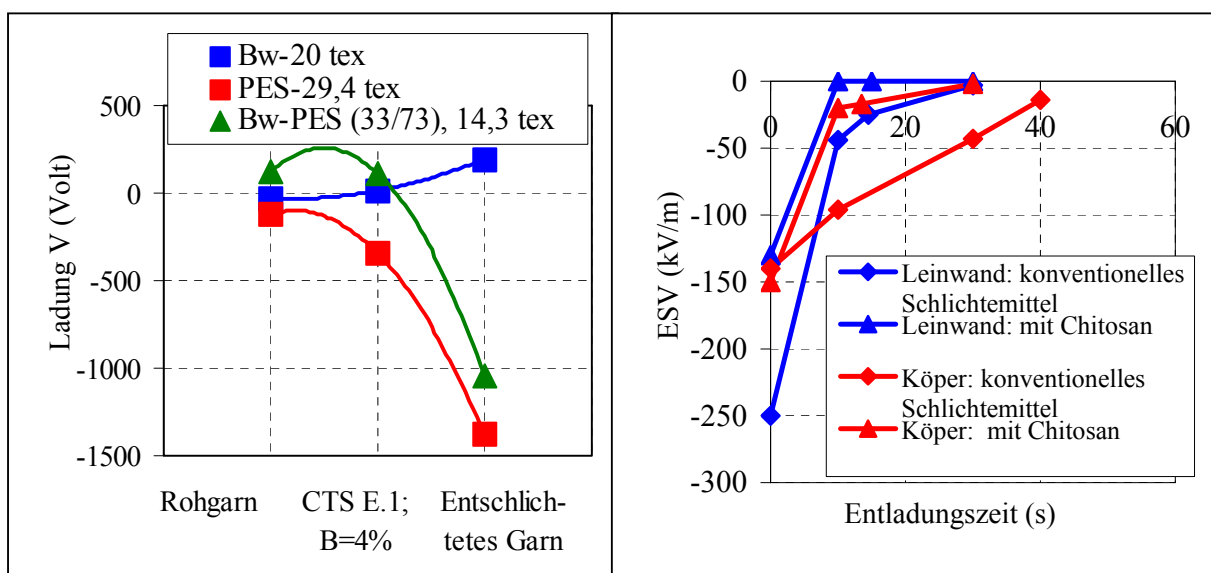 Bw-20 tex
PES-29,4 tex
Bw-PES (33/73), 14,3 tex
500
0
-500
-1000
-1500
Ladung V (Volt)
Rohgarn
CTS E.1;
B=4%
Entschlich-
tetes Garn
0
-50
-100
-150
-200
-250
-300
ESV (kV/m)
0
20
40
60
Leinwand: konventionelles
Schlichtemittel
Leinwand: mit Chitosan
Köper: konventionelles
Schlichtemittel
Köper: mit Chitosan
Entladungszeit (s)